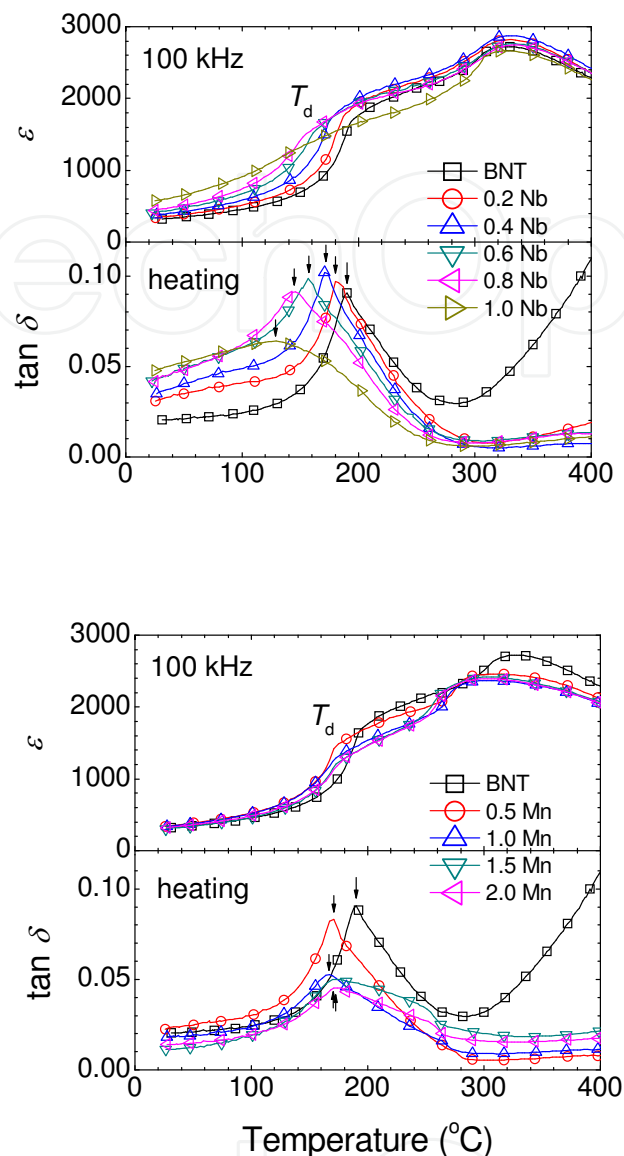 100 kHz
T_d
3000
2000
1000
0
ε
BNT
0.2 Nb
0.4 Nb
0.6 Nb
0.8 Nb
1.0 Nb
heating
0.10
0.05
0.00
tan δ
0 100 200 300 400
100 kHz
T_d
3000
2000
1000
0
ε
BNT
0.5 Mn
1.0 Mn
1.5 Mn
2.0 Mn
heating
0.10
0.05
0.00
tan δ
0 100 200 300 400
Temperature (°C)